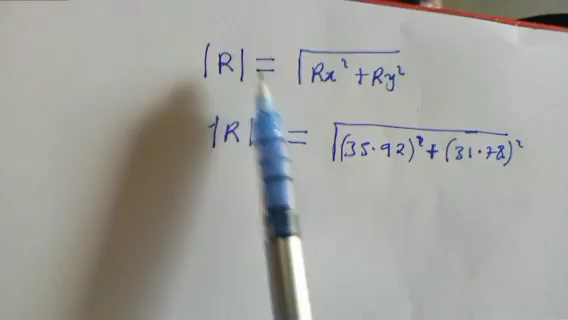 |R| = √Rx² + Ry²
|R| = √(35.92)² + (31.78)²